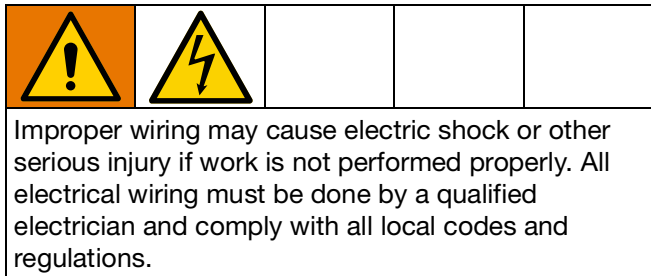 Improper wiring may cause electric shock or other
serious injury if work is not performed properly. All
electrical wiring must be done by a qualified
electrician and comply with all local codes and
regulations.